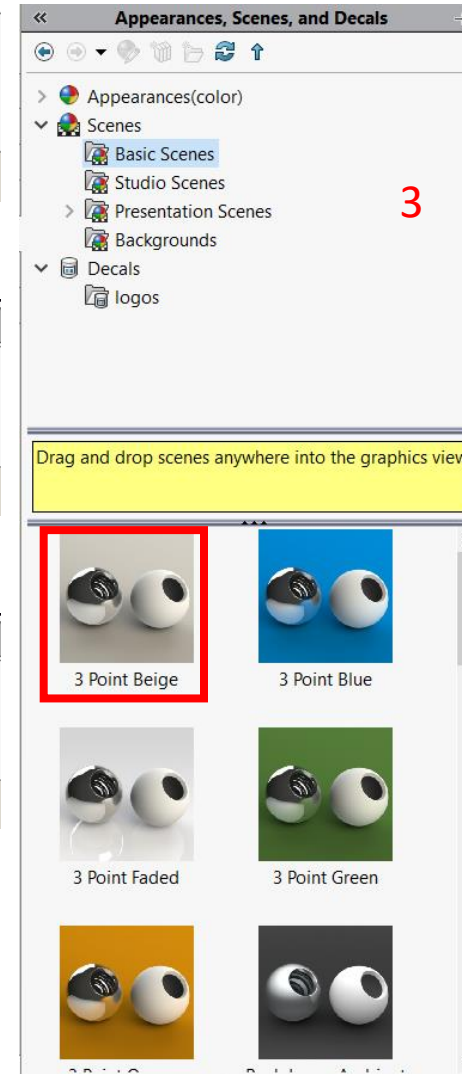 Appearances, Scenes, and Decals
Appearances(color)
Scenes
Basic Scenes
Studio Scenes
Presentation Scenes
3
Backgrounds
Decals
logos
Drag and drop scenes anywhere into the graphics view
3 Point Beige
3 Point Blue
3 Point Faded
3 Point Green